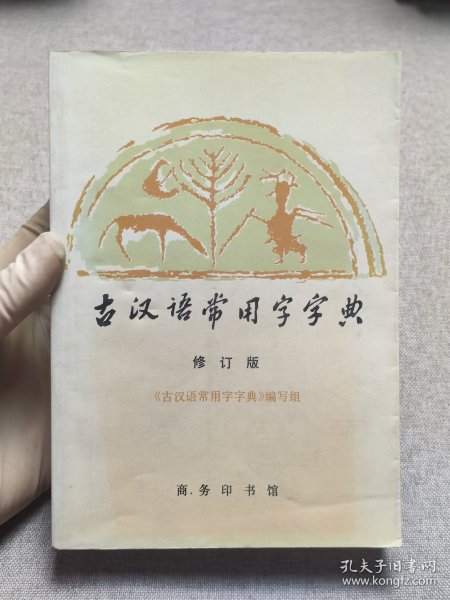 古汉语常用字字典
修订版
《古汉语常用字字典》编写组
商务印书馆
孔夫子旧书网
www.kongfz.com